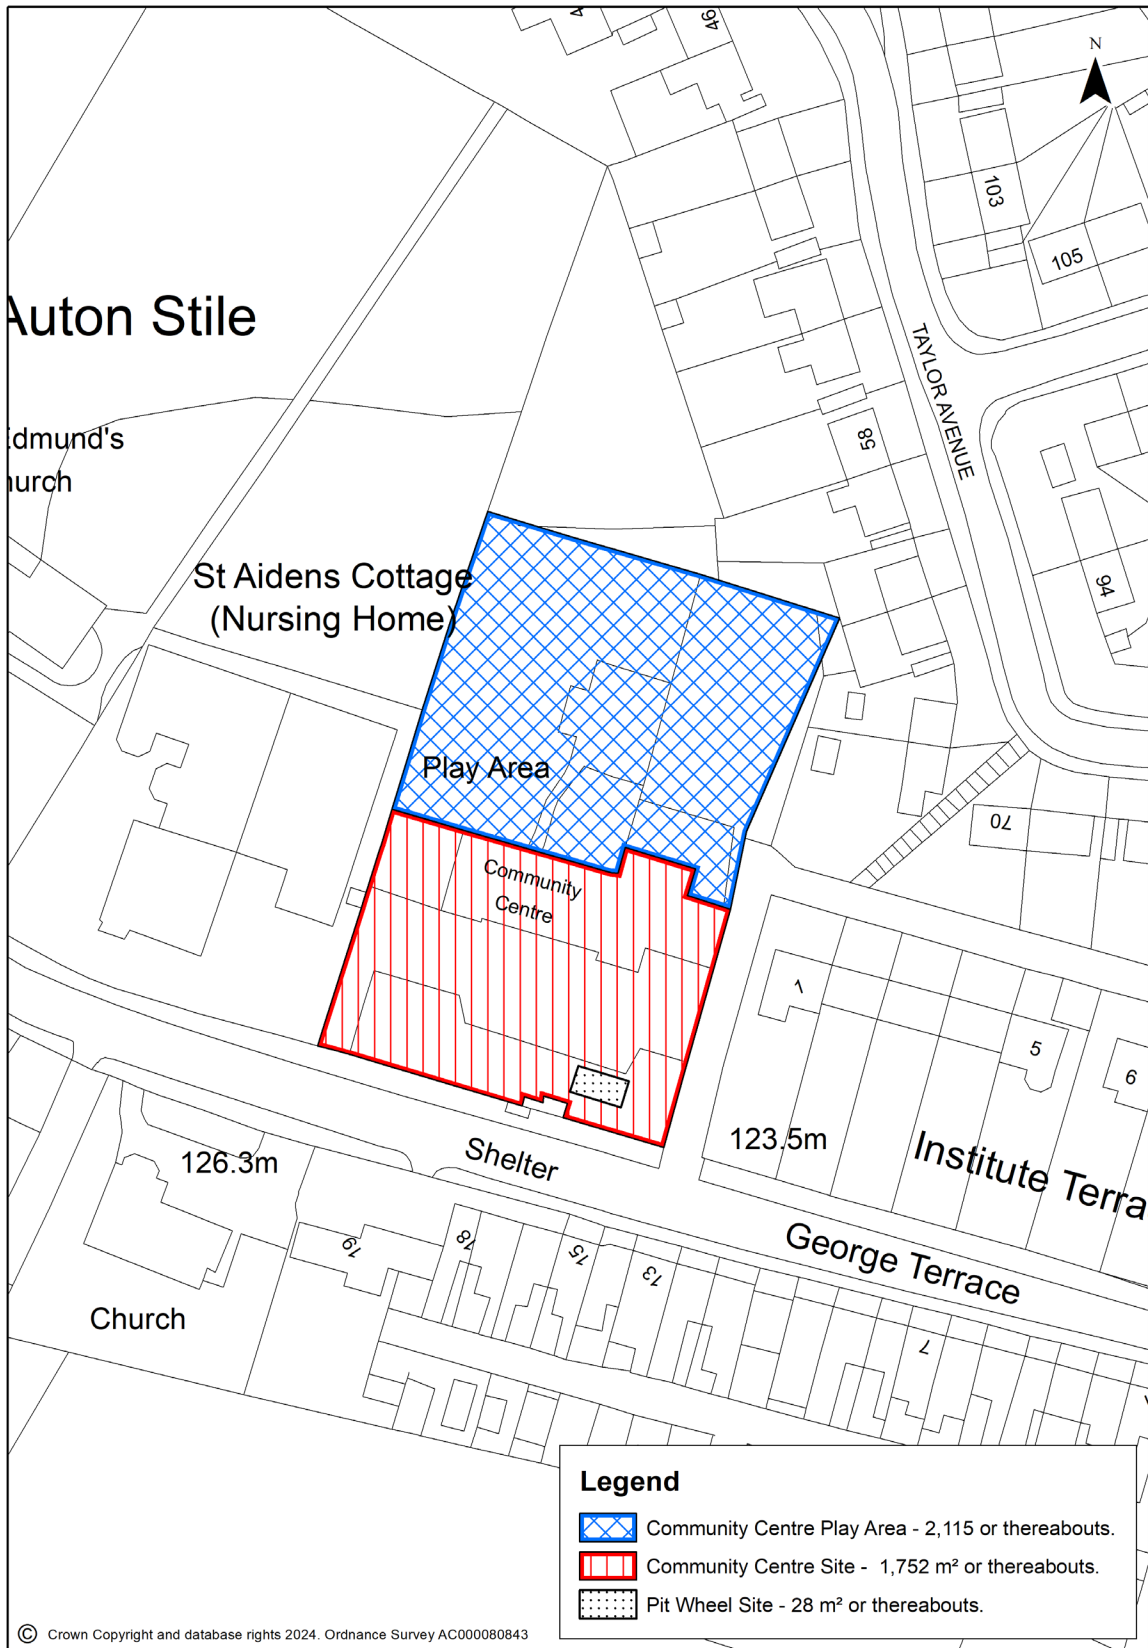 4
46
N
103
105
Auton Stile
TAYLOR AVENUE
58
Edmund's
hurch
94
St Aidens Cottage
(Nursing Home)
Play Area
70
Community
Centre
1
5
6
123.5m
Shelter
126.3m
Institute Terra
George Terrace
19
18
15
13
7
Church
Legend
Community Centre Play Area - 2,115 or thereabouts.
Community Centre Site - 1,752 m² or thereabouts.
Pit Wheel Site - 28 m² or thereabouts.
© Crown Copyright and database rights 2024. Ordnance Survey AC000080843